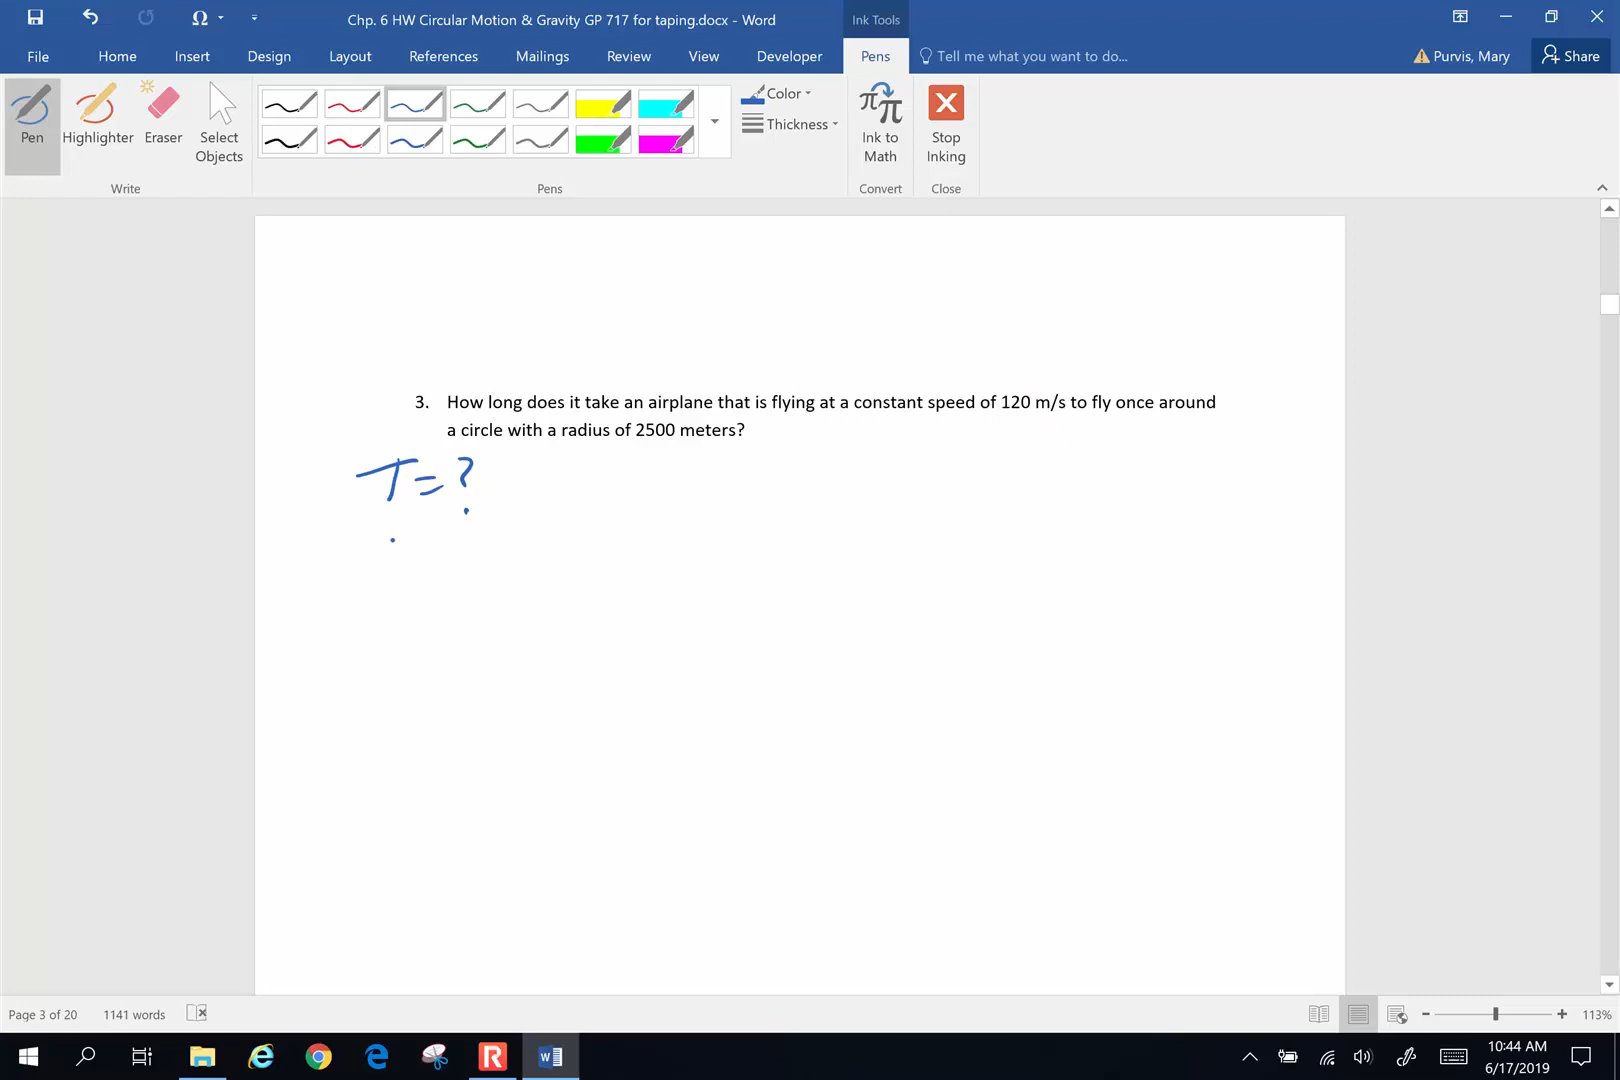 Chp. 6 HW Circular Motion & Gravity GP 717 for taping.docx - Word
Ink Tools
File Home Insert Design Layout References Mailings Review View Developer Pens Tell me what you want to do... Purvis, Mary Share
Pen Highlighter Eraser Select Objects
Color
Thickness
Ink to Math
Stop Inking
Write Pens Convert Close
3. How long does it take an airplane that is flying at a constant speed of 120 m/s to fly once around
a circle with a radius of 2500 meters?
T = ?
Page 3 of 20 1141 words 113%
10:44 AM
6/17/2019